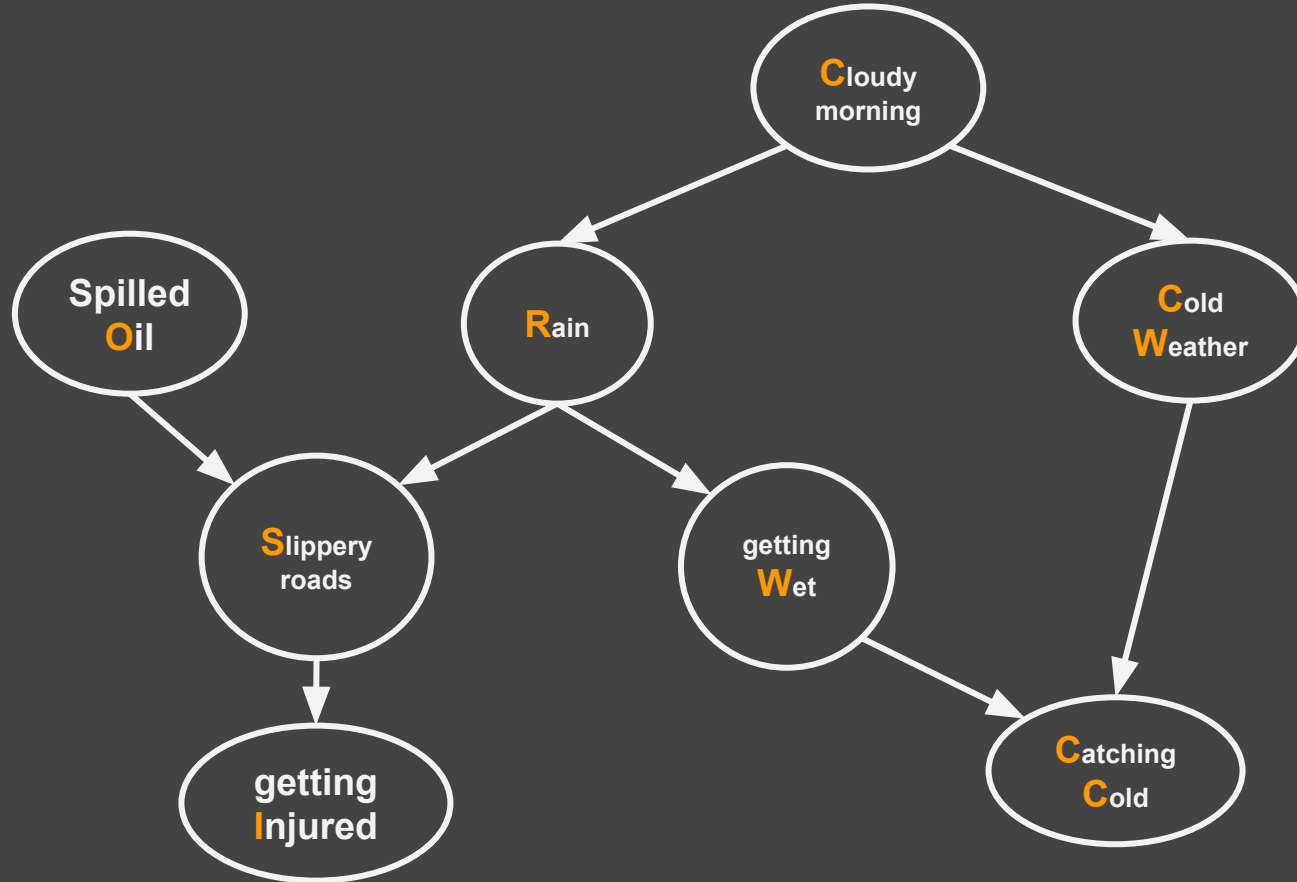 Cloudy
morning
Spilled
Oil
Rain
Cold
Weather
Slippery
roads
getting
Wet
getting
Injured
Catching
Cold